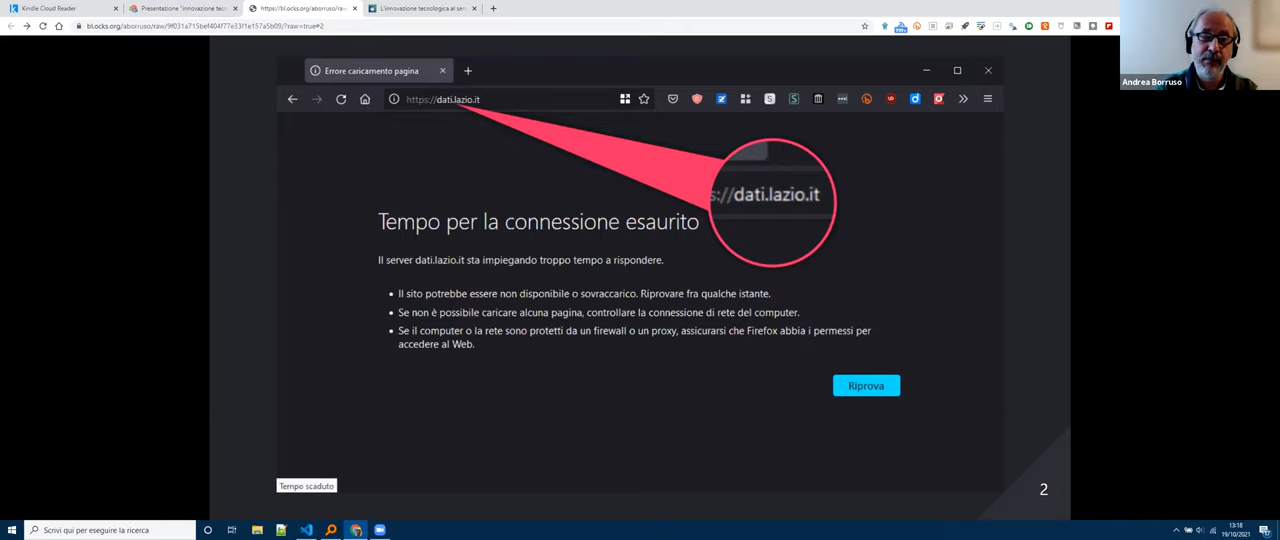 Kindle Cloud Reader
Presentazione "innovazione tec
https://bl.ocks.org/aborruso/raw
L'innovazione tecnologica al ser
bl.ocks.org/aborruso/raw/9f031a715bef404f77e33f1e157a5b09/?raw=true#2
Andrea Borruso
Errore caricamento pagina
https://dati.lazio.it
s://dati.lazio.it
Tempo per la connessione esaurito
Il server dati.lazio.it sta impiegando troppo tempo a rispondere.
• Il sito potrebbe essere non disponibile o sovraccarico. Riprovare fra qualche istante.
• Se non è possibile caricare alcuna pagina, controllare la connessione di rete del computer.
• Se il computer o la rete sono protetti da un firewall o un proxy, assicurarsi che Firefox abbia i permessi per
accedere al Web.
Riprova
Tempo scaduto
2
Scrivi qui per eseguire la ricerca
13:18
19/10/2021